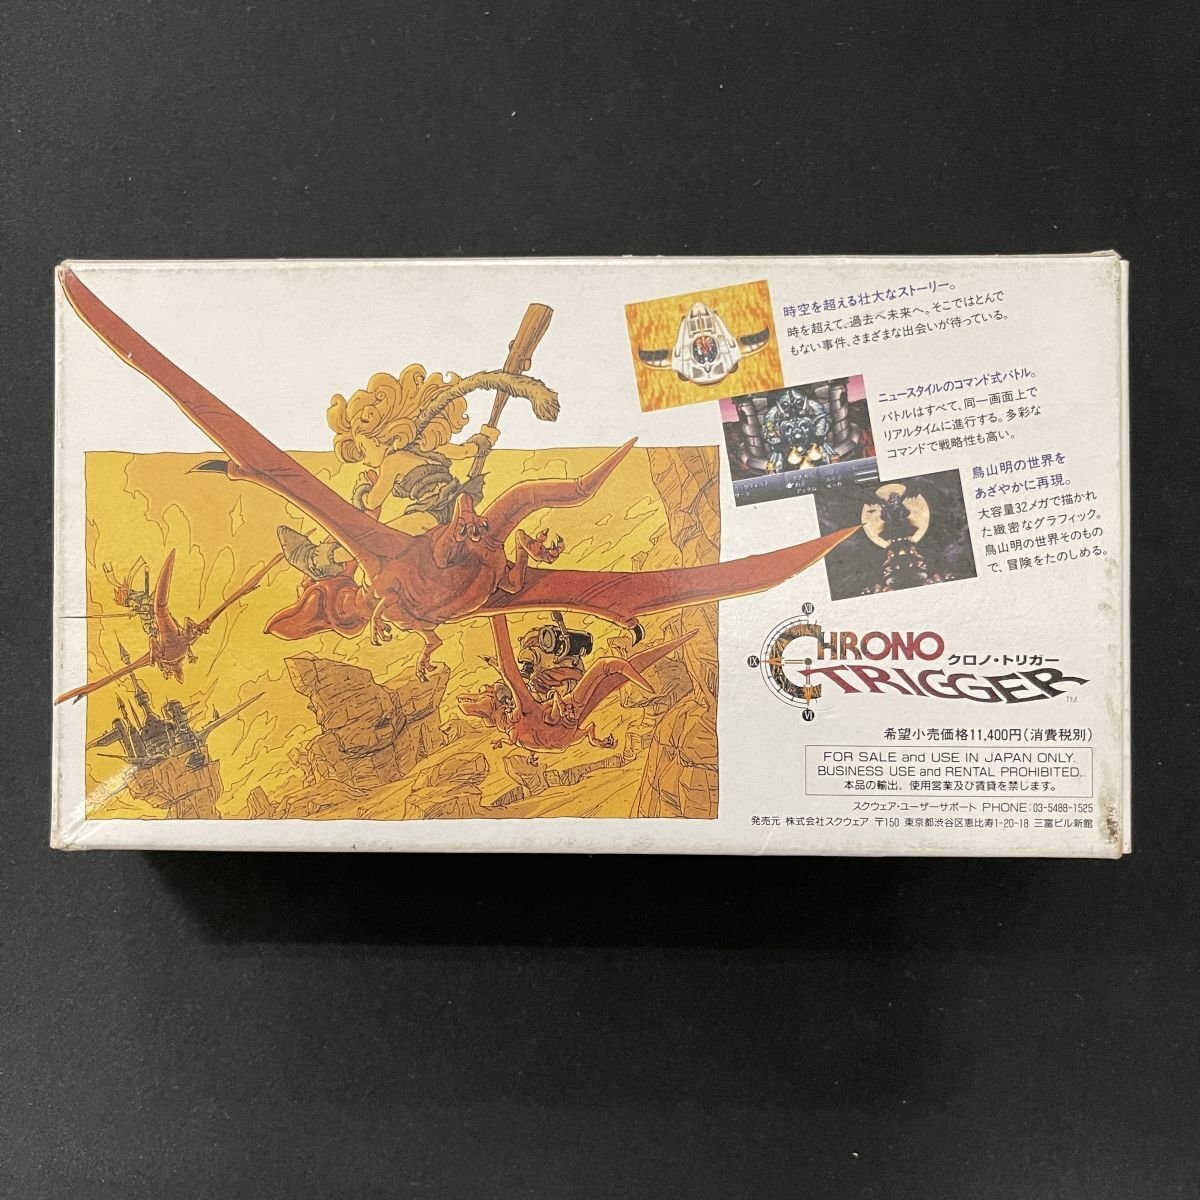 時空を超える壮大なストーリー。
時を超えて、過去へ未来へ。そこではとんで
もない事件、さまざまな出会いが待っている。
ニュースタイルのコマンド式バトル。
バトルはすべて、同一画面上で
リアルタイムに進行する。多彩な
コマンドで戦略性も高い。
鳥山明の世界を
あざやかに再現。
大容量32メガで描かれ
た緻密なグラフィック。
鳥山明の世界そのもの
で、冒険をたのしめる。
XII
IX
VI
CHRONO
クロノ・トリガー
TRIGGER™
希望小売価格11,400円(消費税別)
FOR SALE and USE IN JAPAN ONLY.
BUSINESS USE and RENTAL PROHIBITED.
本品の輸出、使用営業及び賃貸を禁じます。
スクウェア・ユーザーサポート PHONE:03-5488-1525
発売元 株式会社スクウェア 〒150 東京都渋谷区恵比寿1-20-18 三富ビル新館